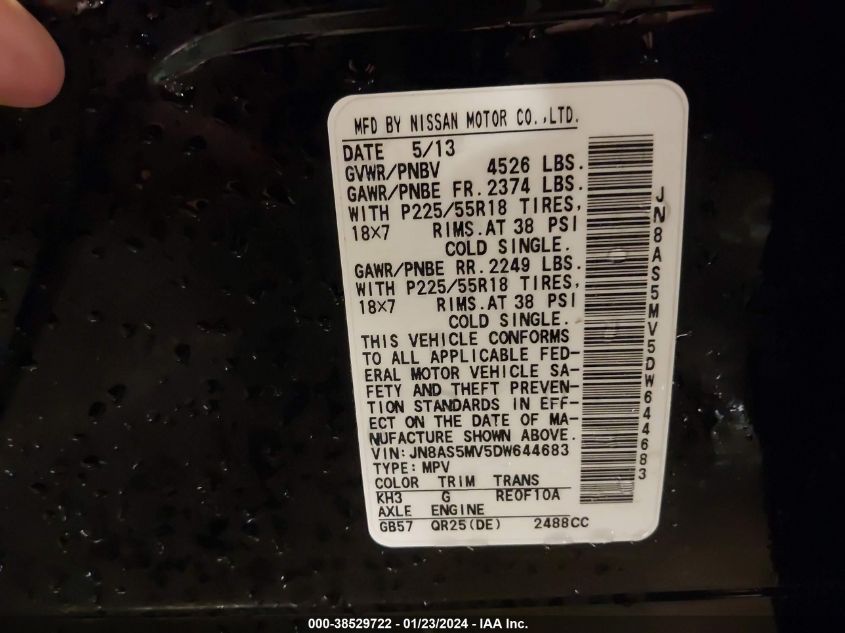 MFD BY NISSAN MOTOR CO.,LTD.
DATE 5/13
GVWR/PNBV 4526 LBS.
GAWR/PNBE FR. 2374 LBS.
WITH P225/55R18 TIRES,
18×7 RIMS.AT 38 PSI
COLD SINGLE.
GAWR/PNBE RR. 2249 LBS.
WITH P225/55R18 TIRES,
18×7 RIMS.AT 38 PSI
COLD SINGLE.
THIS VEHICLE CONFORMS
TO ALL APPLICABLE FED-
ERAL MOTOR VEHICLE SA-
FETY AND THEFT PREVEN-
TION STANDARDS IN EFF-
ECT ON THE DATE OF MA-
NUFACTURE SHOWN ABOVE.
VIN: JN8AS5MV5DW644683
TYPE: MPV
COLOR TRIM TRANS
KH3 G RE0F10A
AXLE ENGINE
GB57 QR25(DE) 2488CC
JN8AS5MV5DW644683
000-38529722 - 01/23/2024 - IAA Inc.